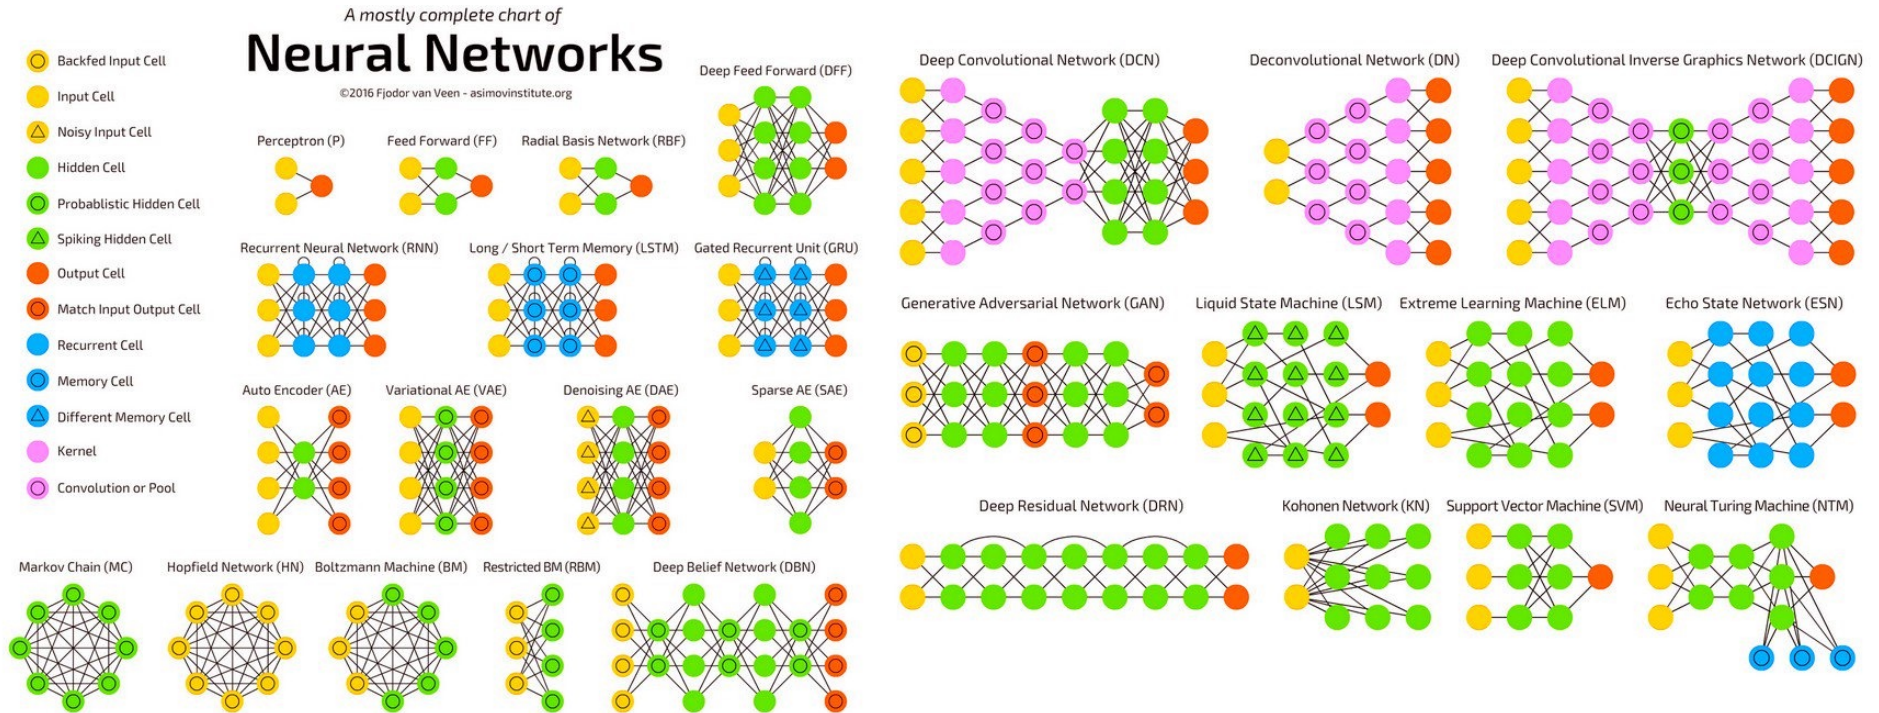 A mostly complete chart of
Neural Networks
©2016 Fjodor van Veen - asimovinstitute.org
Backfed Input Cell
Input Cell
Noisy Input Cell
Hidden Cell
Probablistic Hidden Cell
Spiking Hidden Cell
Output Cell
Match Input Output Cell
Recurrent Cell
Memory Cell
Different Memory Cell
Kernel
Convolution or Pool
Perceptron (P)
Feed Forward (FF)
Radial Basis Network (RBF)
Deep Feed Forward (DFF)
Recurrent Neural Network (RNN)
Long / Short Term Memory (LSTM)
Gated Recurrent Unit (GRU)
Auto Encoder (AE)
Variational AE (VAE)
Denoising AE (DAE)
Sparse AE (SAE)
Markov Chain (MC)
Hopfield Network (HN)
Boltzmann Machine (BM)
Restricted BM (RBM)
Deep Belief Network (DBN)
Deep Convolutional Network (DCN)
Deconvolutional Network (DN)
Deep Convolutional Inverse Graphics Network (DCIGN)
Generative Adversarial Network (GAN)
Liquid State Machine (LSM)
Extreme Learning Machine (ELM)
Echo State Network (ESN)
Deep Residual Network (DRN)
Kohonen Network (KN)
Support Vector Machine (SVM)
Neural Turing Machine (NTM)